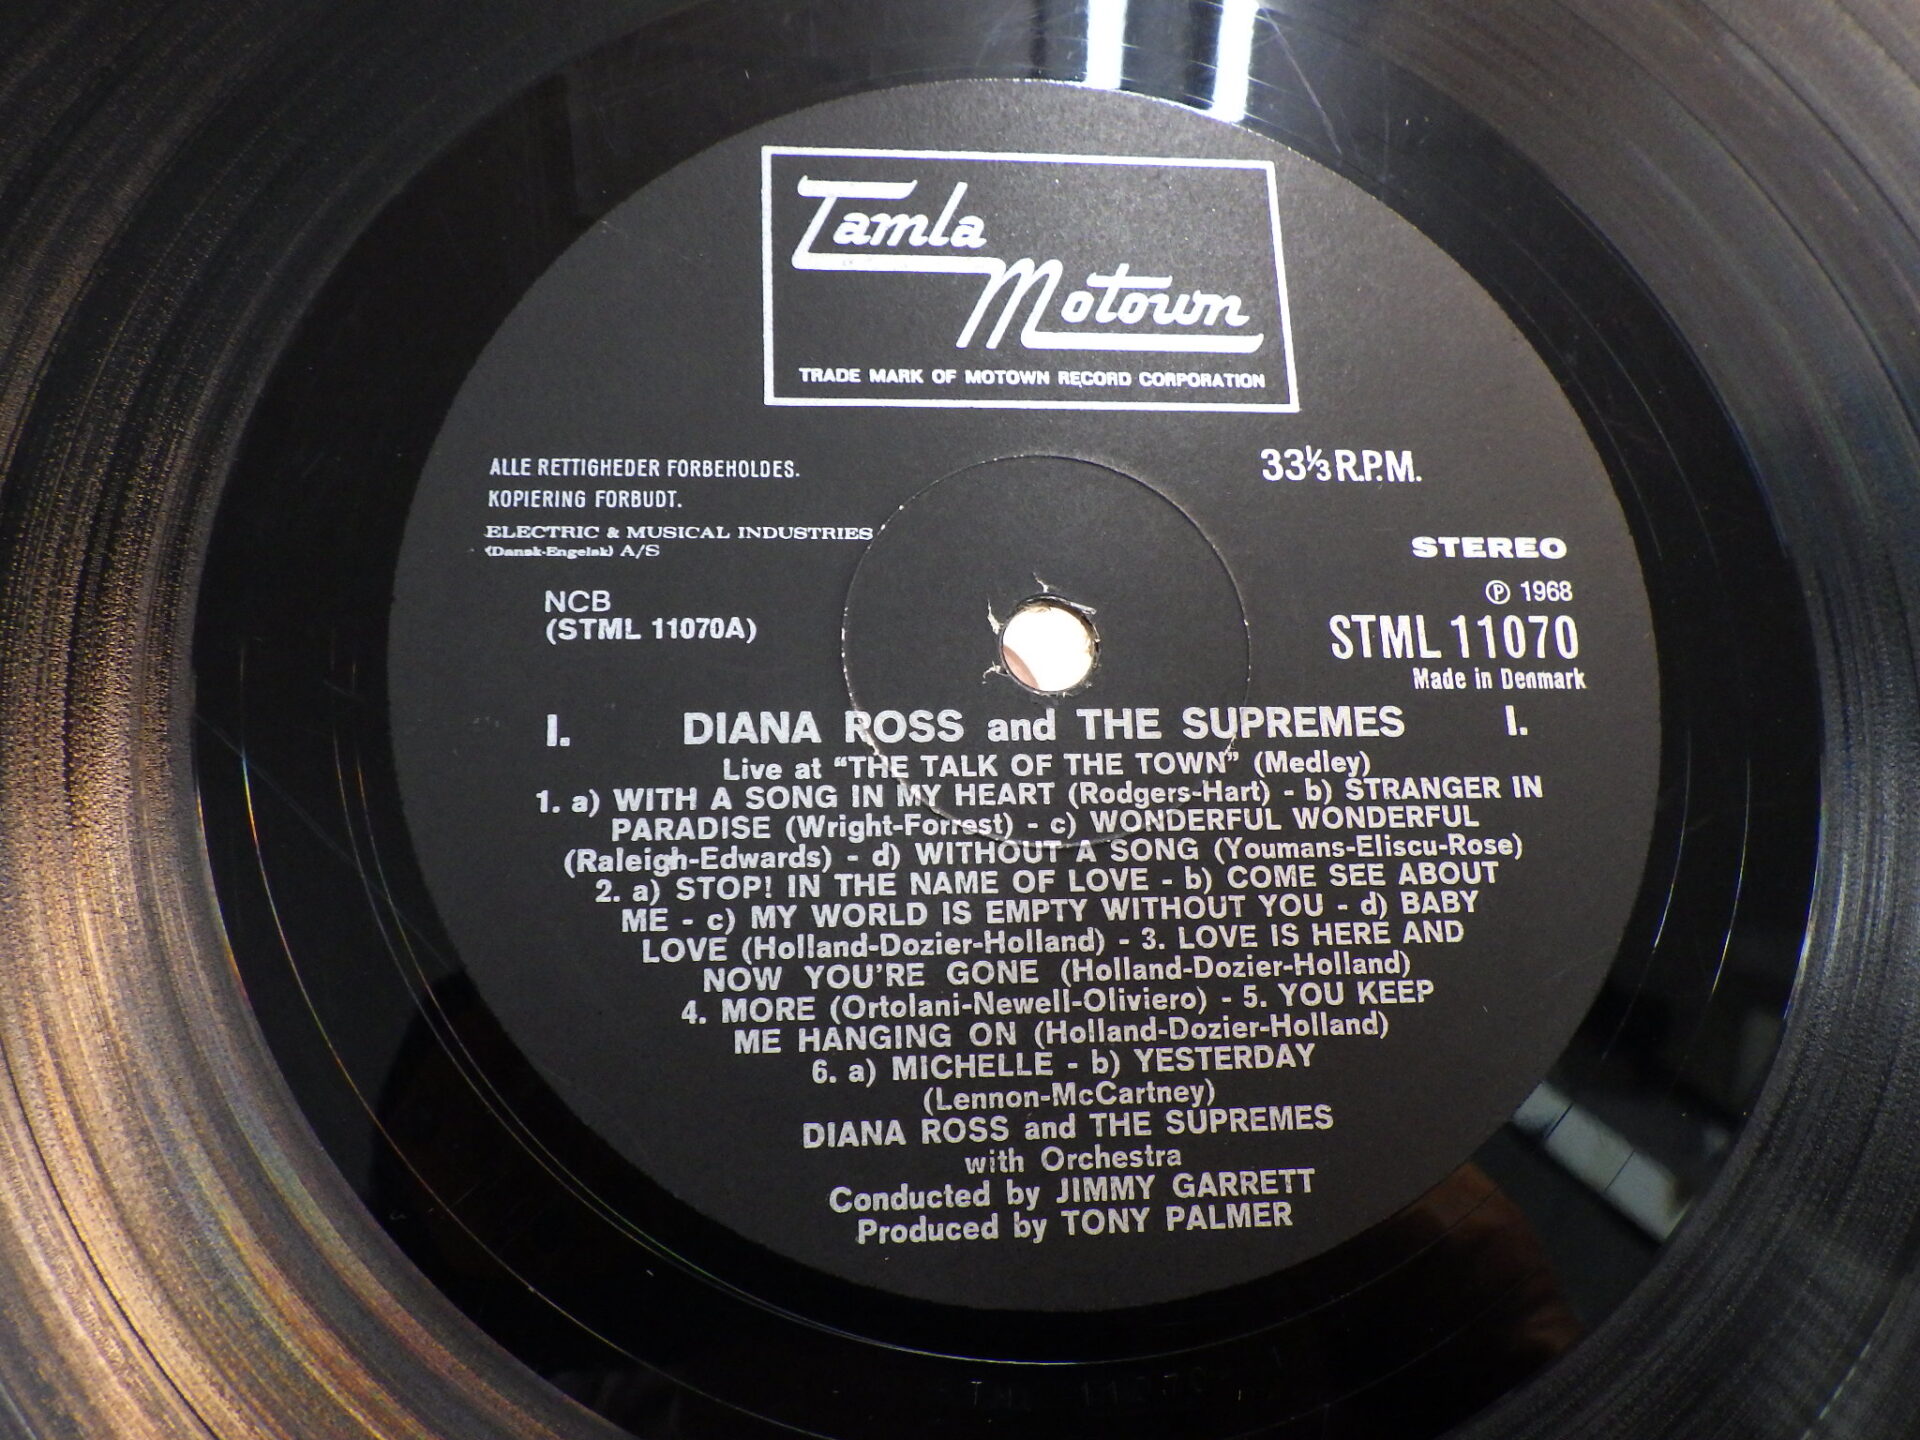 Tamla
Motown
TRADE MARK OF MOTOWN RECORD CORPORATION
ALLE RETTIGHEDER FORBEHOLDES.
KOPIERING FORBUDT.
ELECTRIC & MUSICAL INDUSTRIES
(Dansk-Engelsk) A/S
NCB
(STML 11070A)
33⅓ R.P.M.
STEREO
℗ 1968
STML 11070
Made in Denmark
I. DIANA ROSS and THE SUPREMES I.
Live at "THE TALK OF THE TOWN" (Medley)
1. a) WITH A SONG IN MY HEART (Rodgers-Hart) - b) STRANGER IN
PARADISE (Wright-Forrest) - c) WONDERFUL WONDERFUL
(Raleigh-Edwards) - d) WITHOUT A SONG (Youmans-Eliscu-Rose)
2. a) STOP! IN THE NAME OF LOVE - b) COME SEE ABOUT
ME - c) MY WORLD IS EMPTY WITHOUT YOU - d) BABY
LOVE (Holland-Dozier-Holland) - 3. LOVE IS HERE AND
NOW YOU'RE GONE (Holland-Dozier-Holland)
4. MORE (Ortolani-Newell-Oliviero) - 5. YOU KEEP
ME HANGING ON (Holland-Dozier-Holland)
6. a) MICHELLE - b) YESTERDAY
(Lennon-McCartney)
DIANA ROSS and THE SUPREMES
with Orchestra
Conducted by JIMMY GARRETT
Produced by TONY PALMER